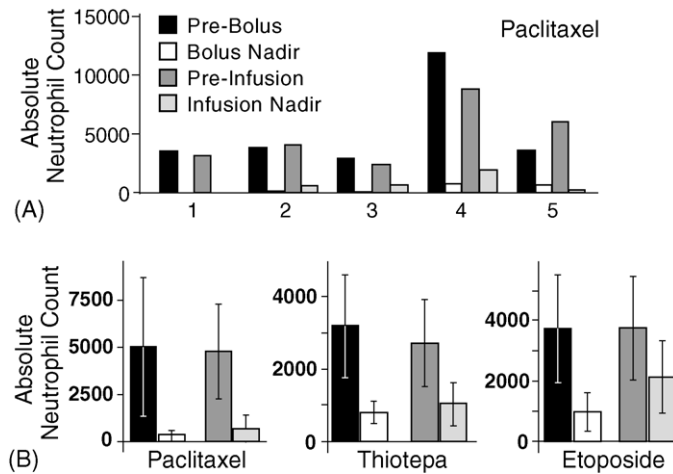 (A)
Absolute
Neutrophil Count
15000
10000
5000
0
Pre-Bolus
Bolus Nadir
Pre-Infusion
Infusion Nadir
Paclitaxel
1 2 3 4 5
(B)
Absolute
Neutrophil Count
7500
5000
2500
0
Paclitaxel
4000
2000
0
Thiotepa
4000
2000
0
Etoposide